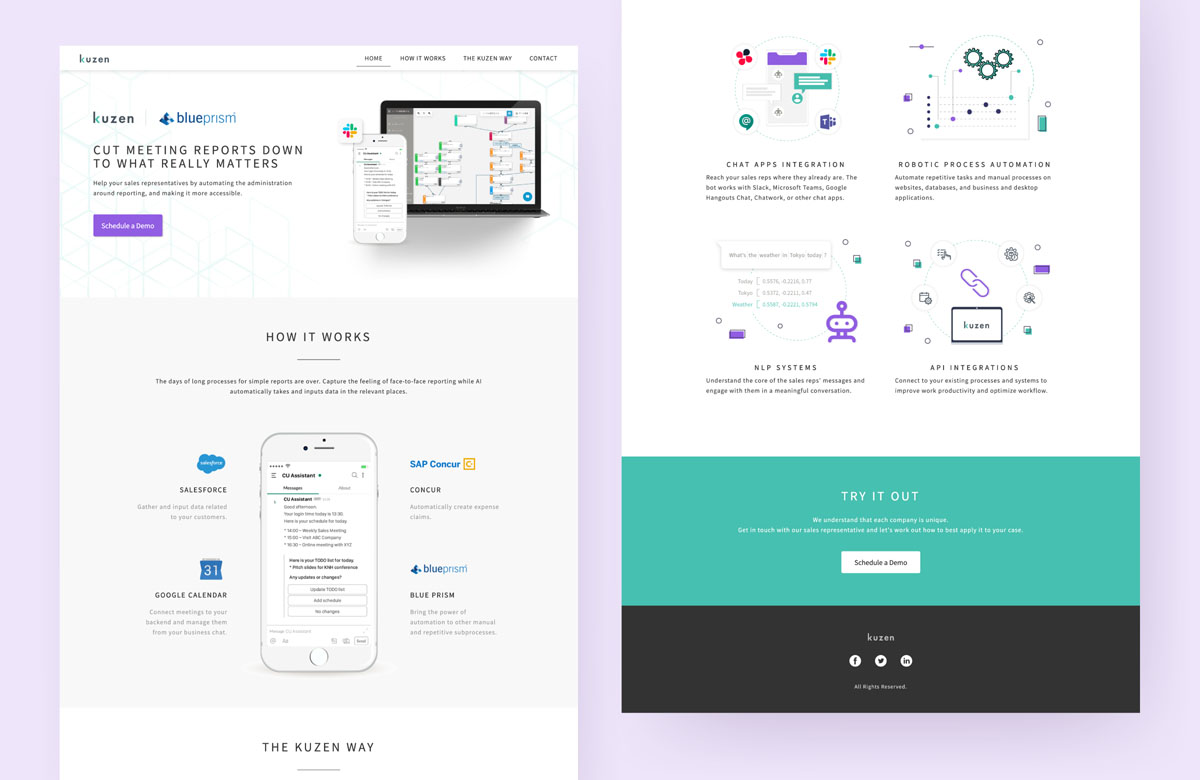 kuzen
HOME
HOW IT WORKS
THE KUZEN WAY
CONTACT
kuzen
blueprism
CUT MEETING REPORTS DOWN
TO WHAT REALLY MATTERS
Help your sales representatives by automating the administration
around reporting, and making it more accessible.
Schedule a Demo
HOW IT WORKS
The days of long processes for simple reports are over. Capture the feeling of face-to-face reporting while AI
automatically takes and inputs data in the relevant places.
salesforce
SALESFORCE
Gather and input data related
to your customers.
31
GOOGLE CALENDAR
Connect meetings to your
backend and manage them
from your business chat.
CU Assistant
Messages
About
CU Assistant
Good afternoon.
Your login time today is 13:30.
Here is your schedule for today.
* 14:00 - Weekly Sales Meeting
* 15:00 - Visit ABC Company
* 16:30 - Online meeting with XYZ
Here is your TODO list for today.
* Pitch slides for KNH conference
Any updates or changes?
Update TODO list
Add schedule
No changes
Message CU Assistant
Aa
Send
SAP Concur C
CONCUR
Automatically create expense
claims.
blueprism
BLUE PRISM
Bring the power of
automation to other manual
and repetitive subprocesses.
THE KUZEN WAY
CHAT APPS INTEGRATION
Reach your sales reps where they already are. The
bot works with Slack, Microsoft Teams, Google
Hangouts Chat, Chatwork, or other chat apps.
ROBOTIC PROCESS AUTOMATION
Automate repetitive tasks and manual processes on
websites, databases, and business and desktop
applications.
What's the weather in Tokyo today ?
Today [ 0.5576, -0.2216, 0.77
Tokyo [ 0.5372, -0.2211, 0.47
Weather [ 0.5587, -0.2221, 0.5794
NLP SYSTEMS
Understand the core of the sales reps' messages and
engage with them in a meaningful conversation.
kuzen
API INTEGRATIONS
Connect to your existing processes and systems to
improve work productivity and optimize workflow.
TRY IT OUT
We understand that each company is unique.
Get in touch with our sales representative and let's work out how to best apply it to your case.
Schedule a Demo
kuzen
All Rights Reserved.